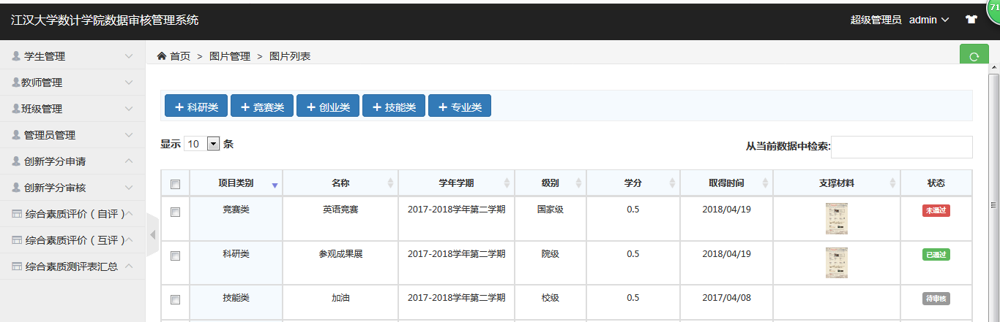 江汉大学数计学院数据审核管理系统
超级管理员 admin
71
学生管理
教师管理
班级管理
管理员管理
创新学分申请
创新学分审核
综合素质评价（自评）
综合素质评价（互评）
综合素质测评表汇总
首页 > 图片管理 > 图片列表
+ 科研类 + 竞赛类 + 创业类 + 技能类 + 专业类
显示 10 条 从当前数据中检索:
项目类别 名称 学年学期 级别 学分 取得时间 支撑材料 状态
竞赛类 英语竞赛 2017-2018学年第二学期 国家级 0.5 2018/04/19 未通过
科研类 参观成果展 2017-2018学年第二学期 院级 0.5 2018/04/19 已通过
技能类 加油 2017-2018学年第二学期 校级 0.5 2017/04/08 待审核